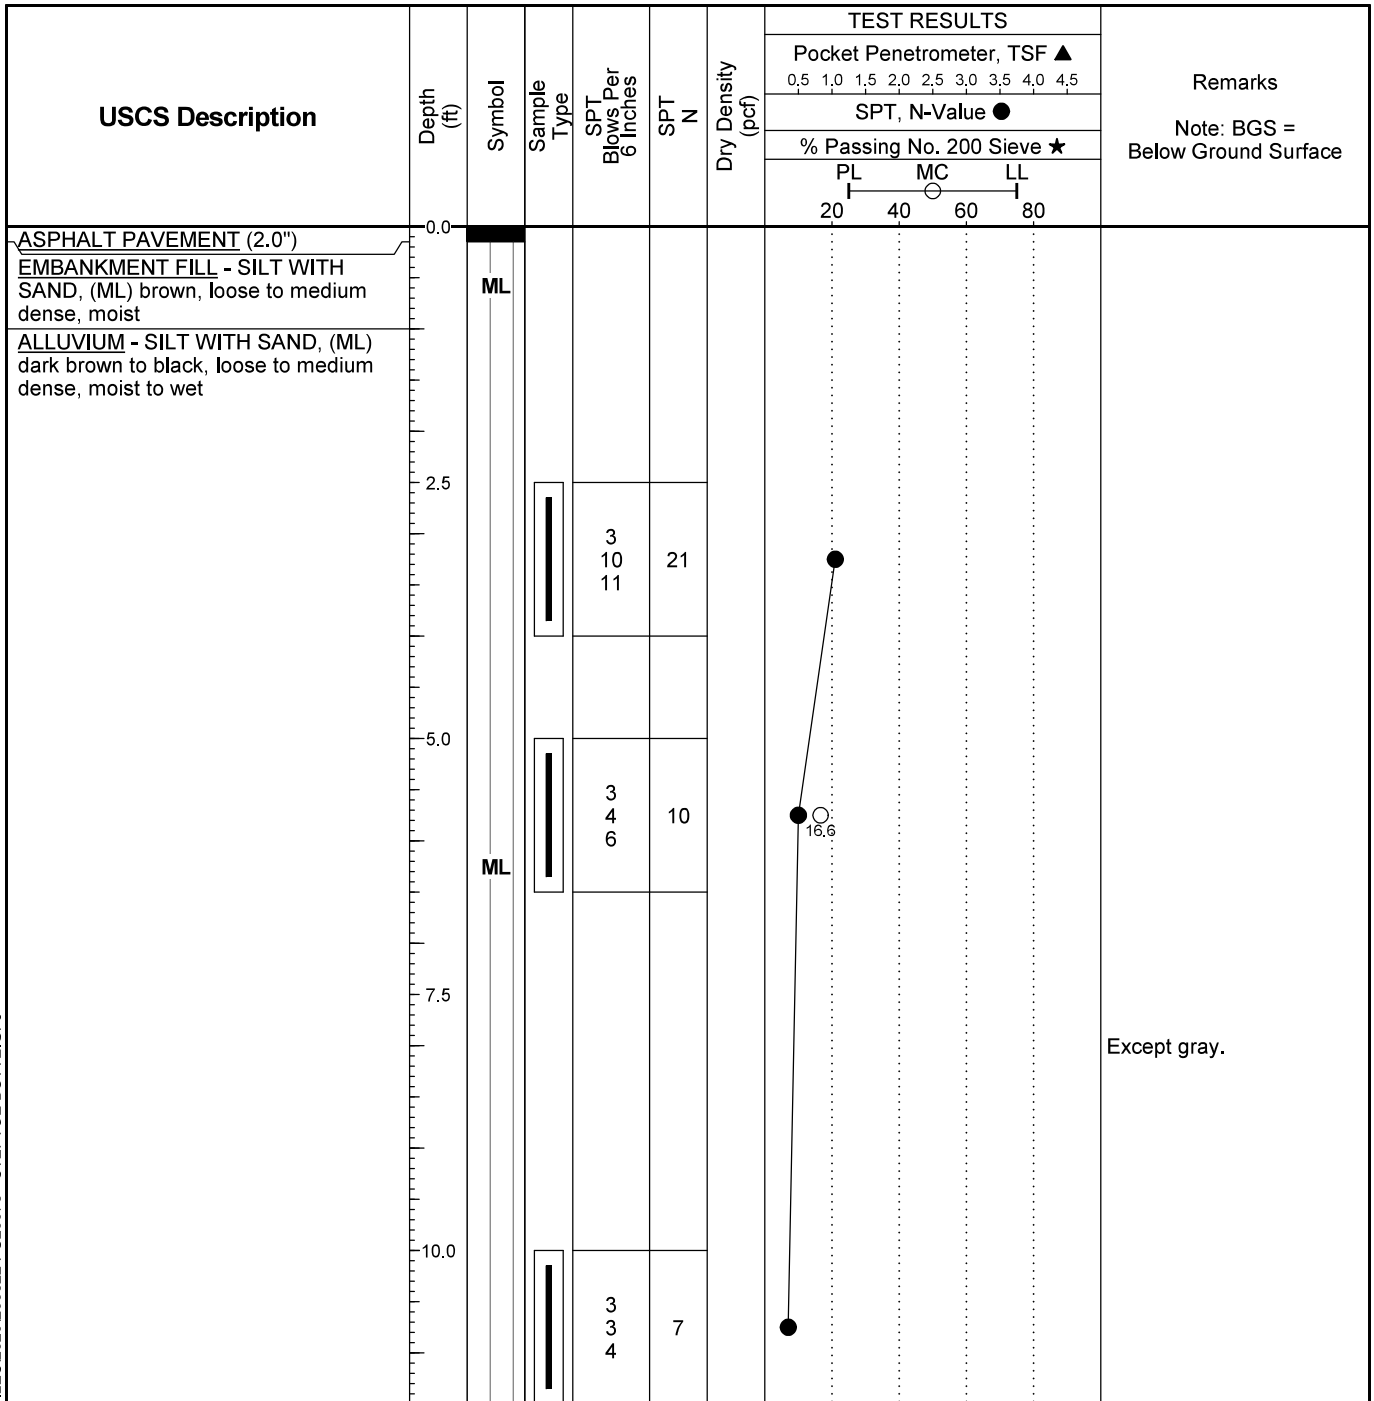 USCS Description
Depth (ft)
Symbol
Sample Type
SPT Blows Per 6 Inches
SPT N
Dry Density (pcf)
TEST RESULTS
Pocket Penetrometer, TSF ▲
0.5 1.0 1.5 2.0 2.5 3.0 3.5 4.0 4.5
SPT, N-Value ●
% Passing No. 200 Sieve ★
PL MC LL
20 40 60 80
Remarks
Note: BGS =
Below Ground Surface
0.0
ASPHALT PAVEMENT (2.0")
EMBANKMENT FILL - SILT WITH
SAND, (ML) brown, loose to medium
dense, moist
ML
ALLUVIUM - SILT WITH SAND, (ML)
dark brown to black, loose to medium
dense, moist to wet
2.5
3
10
11
21
5.0
3
4
6
10
16.6
ML
7.5
Except gray.
10.0
3
3
4
7